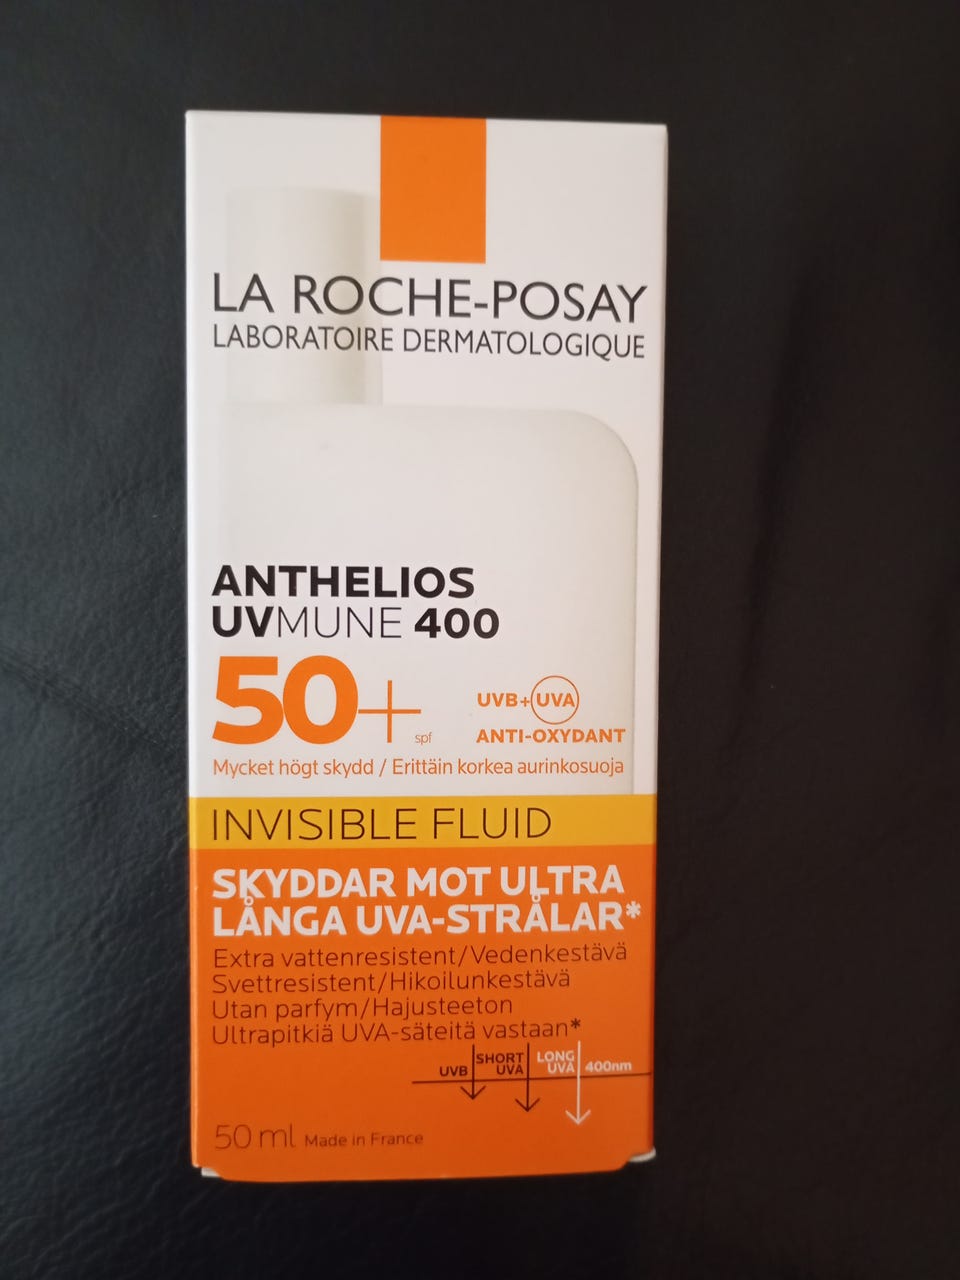 LA ROCHE-POSAY
LABORATOIRE DERMATOLOGIQUE
ANTHELIOS
UVMUNE 400
50+ spf
UVB+UVA
ANTI-OXYDANT
Mycket högt skydd / Erittäin korkea aurinkosuoja
INVISIBLE FLUID
SKYDDAR MOT ULTRA
LÅNGA UVA-STRÅLAR*
Extra vattenresistent/Vedenkestävä
Svettresistent/Hikoilunkestävä
Utan parfym/Hajusteeton
Ultrapitkiä UVA-säteitä vastaan*
UVB
SHORT UVA
LONG UVA
400nm
50 ml Made in France